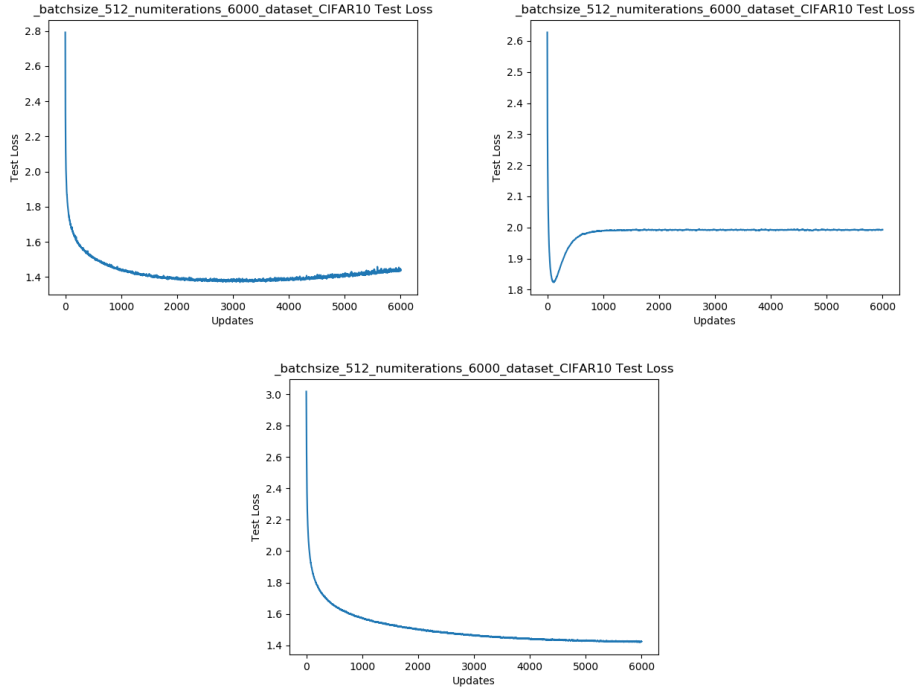 _batchsize_512_numiterations_6000_dataset_CIFAR10 Test Loss
2.8
2.6
2.4
2.2
2.0
1.8
1.6
1.4
Test Loss
0 1000 2000 3000 4000 5000 6000
Updates
_batchsize_512_numiterations_6000_dataset_CIFAR10 Test Loss
2.6
2.5
2.4
2.3
2.2
2.1
2.0
1.9
1.8
Test Loss
0 1000 2000 3000 4000 5000 6000
Updates
_batchsize_512_numiterations_6000_dataset_CIFAR10 Test Loss
3.0
2.8
2.6
2.4
2.2
2.0
1.8
1.6
1.4
Test Loss
0 1000 2000 3000 4000 5000 6000
Updates